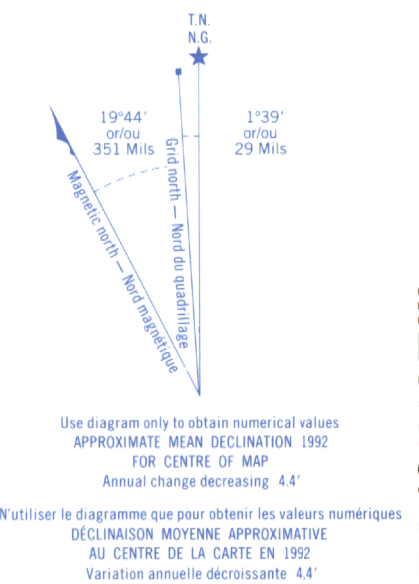 T.N.
N.G.
19°44′
or/ou
351 Mils
1°39′
or/ou
29 Mils
Magnetic north — Nord magnétique
Grid north — Nord du quadrillage
Use diagram only to obtain numerical values
APPROXIMATE MEAN DECLINATION 1992
FOR CENTRE OF MAP
Annual change decreasing 4.4′
N'utiliser le diagramme que pour obtenir les valeurs numériques
DÉCLINAISON MOYENNE APPROXIMATIVE
AU CENTRE DE LA CARTE EN 1992
Variation annuelle décroissante 4,4′